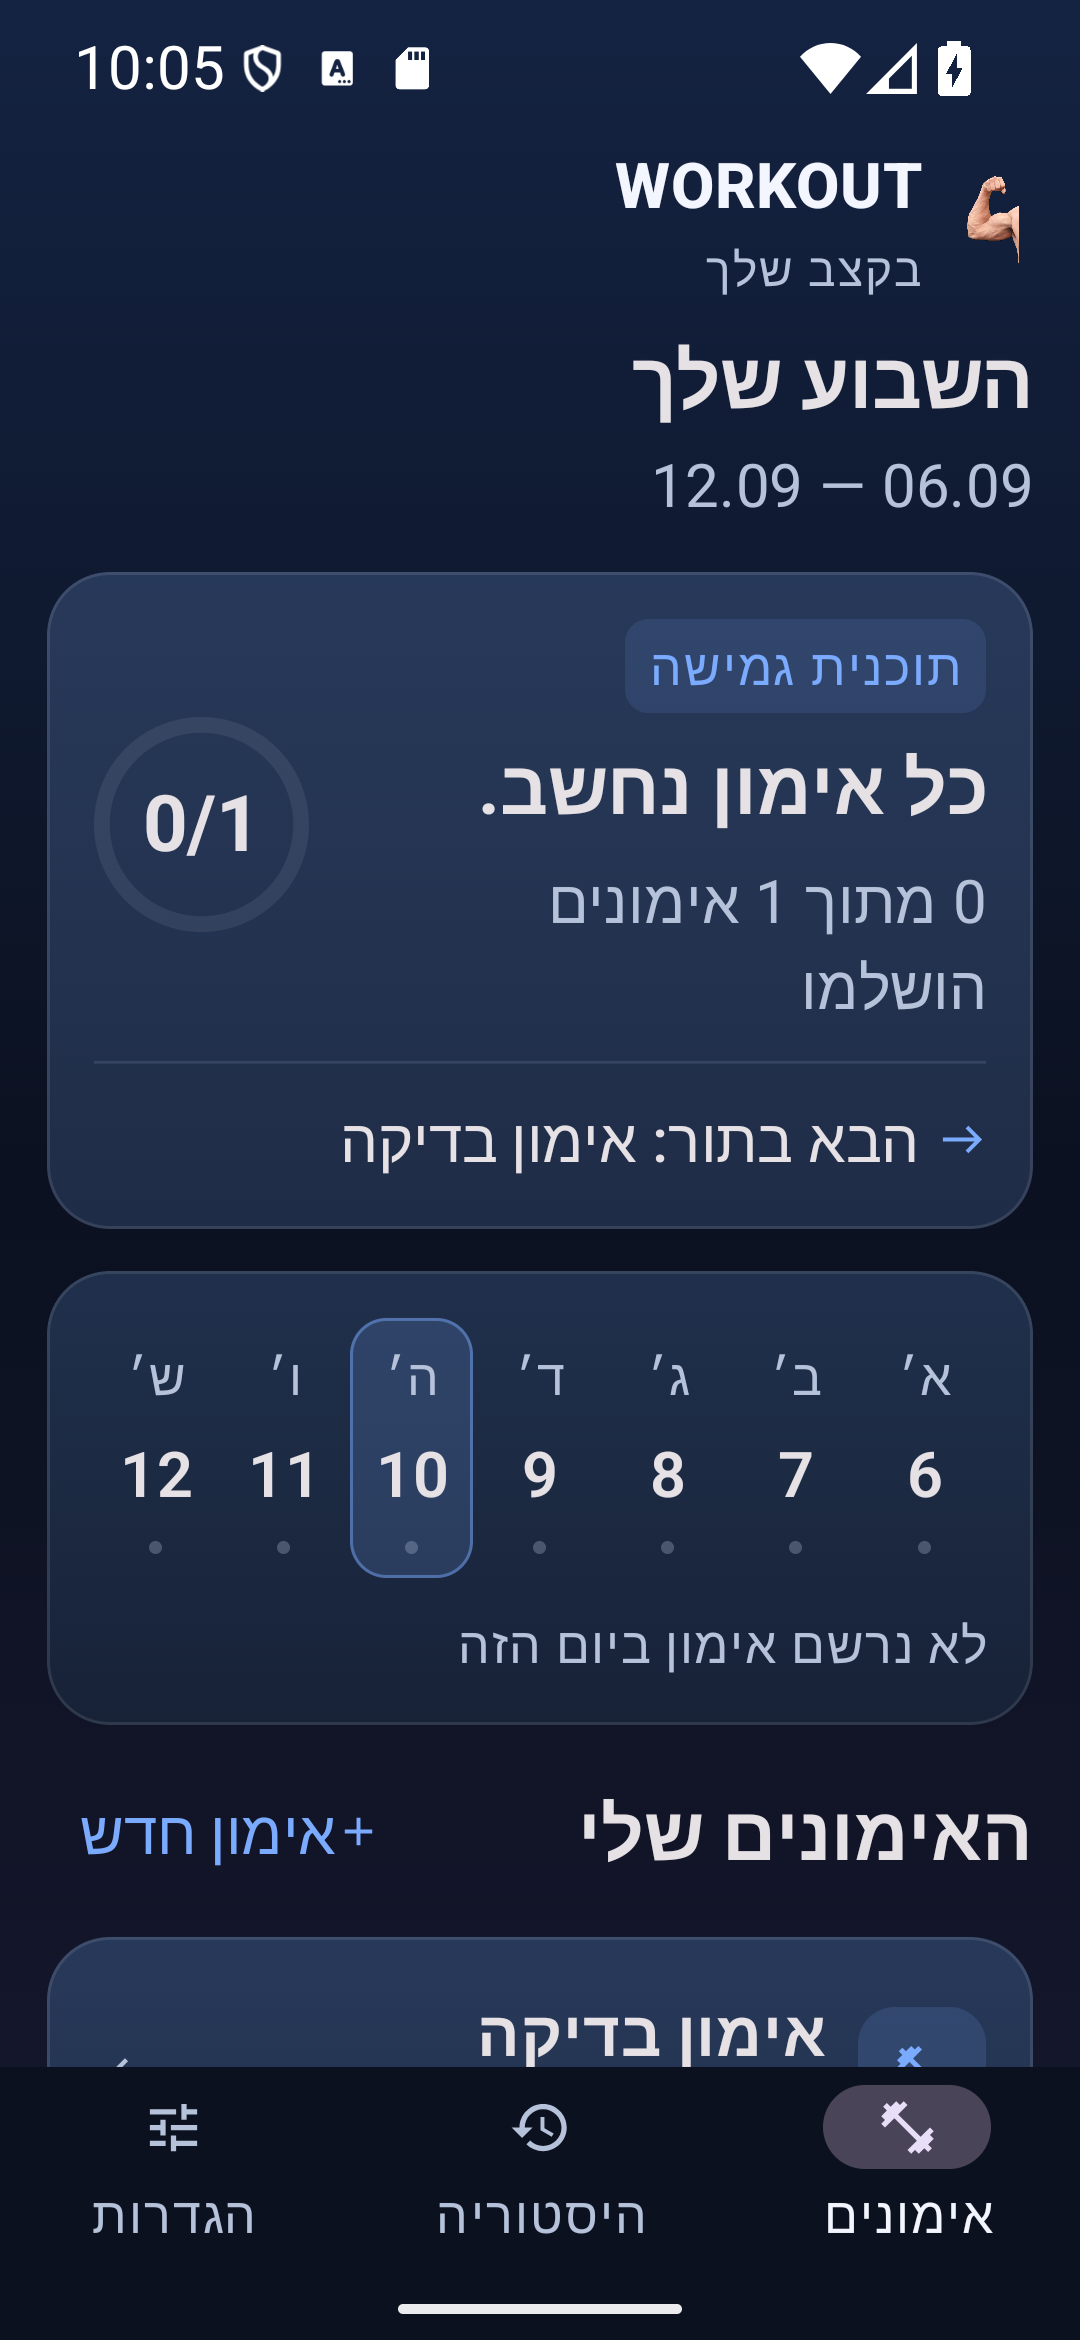 10:05
WORKOUT
בקצב שלך
השבוע שלך
06.09 — 12.09
תוכנית גמישה
כל אימון נחשב.
0 מתוך 1 אימונים
הושלמו
0/1
הבא בתור: אימון בדיקה
א׳ ב׳ ג׳ ד׳ ה׳ ו׳ ש׳
6 7 8 9 10 11 12
לא נרשם אימון ביום הזה
האימונים שלי
+אימון חדש
אימון בדיקה
אימונים
היסטוריה
הגדרות